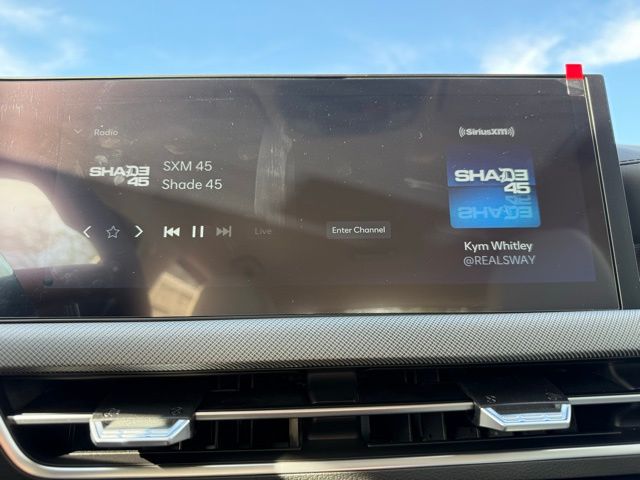 Radio
SiriusXM
SHADE
45
SXM 45
Shade 45
SHADE
45
Live
Enter Channel
Kym Whitley
@REALSWAY